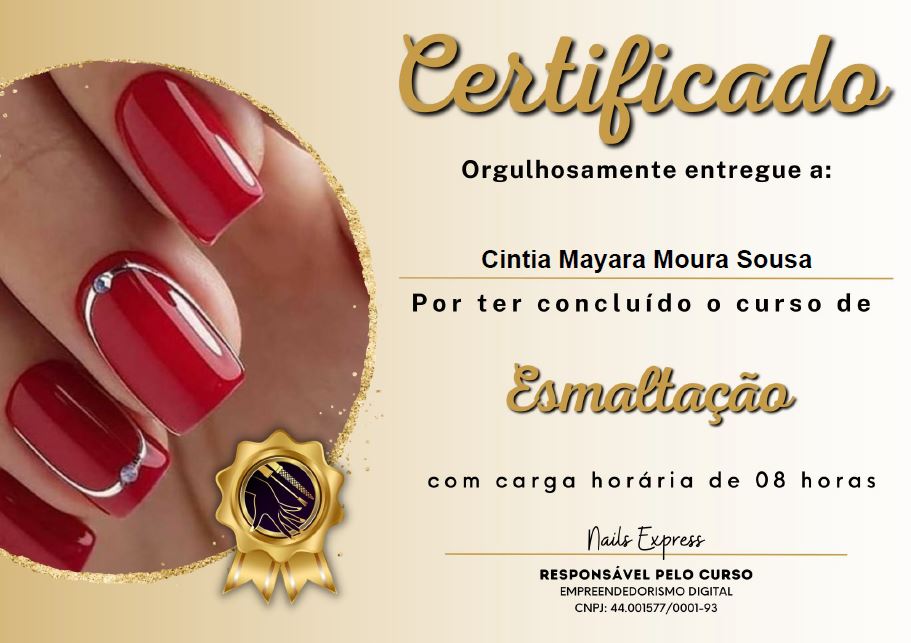 Certificado
Orgulhosamente entregue a:
Cintia Mayara Moura Sousa
Por ter concluído o curso de
Esmaltação
com carga horária de 08 horas
Nails Express
RESPONSÁVEL PELO CURSO
EMPREENDEDORISMO DIGITAL
CNPJ: 44.001577/0001-93